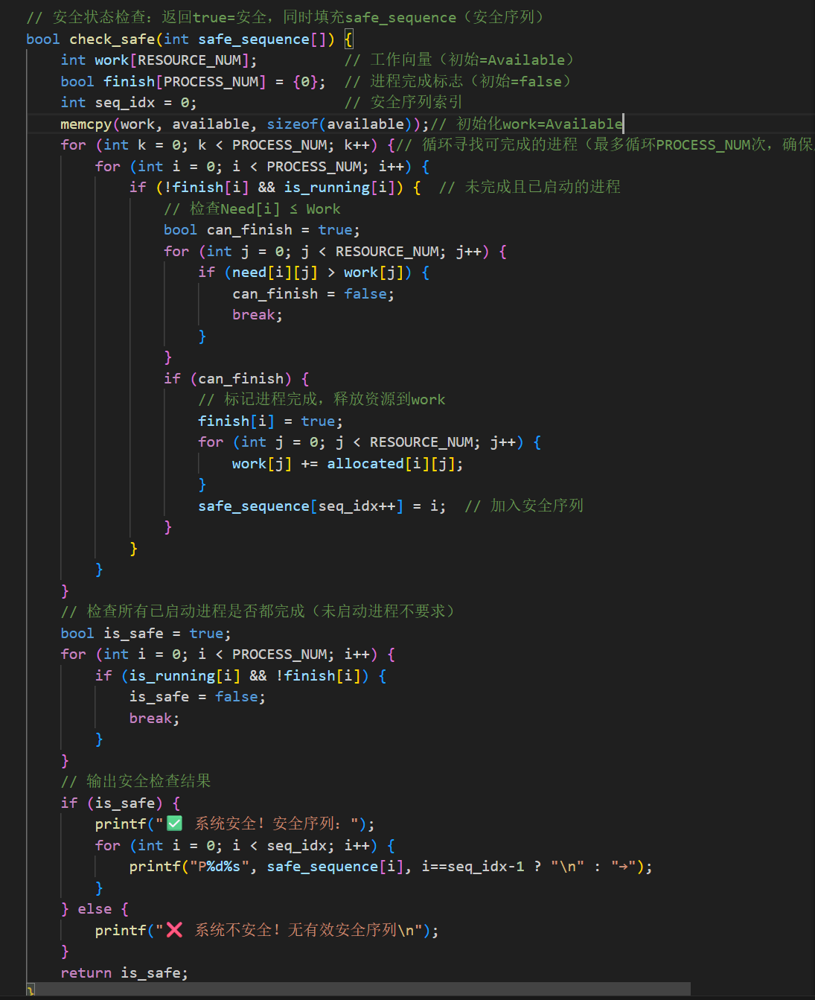 // 安全状态检查：返回true=安全，同时填充safe_sequence（安全序列）
bool check_safe(int safe_sequence[]) {
    int work[RESOURCE_NUM];          // 工作向量（初始=Available）
    bool finish[PROCESS_NUM] = {0};  // 进程完成标志（初始=false）
    int seq_idx = 0;                 // 安全序列索引
    memcpy(work, available, sizeof(available));// 初始化work=Available
    for (int k = 0; k < PROCESS_NUM; k++) {// 循环寻找可完成的进程（最多循环PROCESS_NUM次，确保
        for (int i = 0; i < PROCESS_NUM; i++) {
            if (!finish[i] && is_running[i]) {  // 未完成且已启动的进程
                // 检查Need[i] ≤ Work
                bool can_finish = true;
                for (int j = 0; j < RESOURCE_NUM; j++) {
                    if (need[i][j] > work[j]) {
                        can_finish = false;
                        break;
                    }
                }
                if (can_finish) {
                    // 标记进程完成，释放资源到work
                    finish[i] = true;
                    for (int j = 0; j < RESOURCE_NUM; j++) {
                        work[j] += allocated[i][j];
                    }
                    safe_sequence[seq_idx++] = i;  // 加入安全序列
                }
            }
        }
    }
    // 检查所有已启动进程是否都完成（未启动进程不要求）
    bool is_safe = true;
    for (int i = 0; i < PROCESS_NUM; i++) {
        if (is_running[i] && !finish[i]) {
            is_safe = false;
            break;
        }
    }
    // 输出安全检查结果
    if (is_safe) {
        printf("✅ 系统安全！安全序列：");
        for (int i = 0; i < seq_idx; i++) {
            printf("P%d%s", safe_sequence[i], i==seq_idx-1 ? "\n" : "→");
        }
    } else {
        printf("❌ 系统不安全！无有效安全序列\n");
    }
    return is_safe;
}